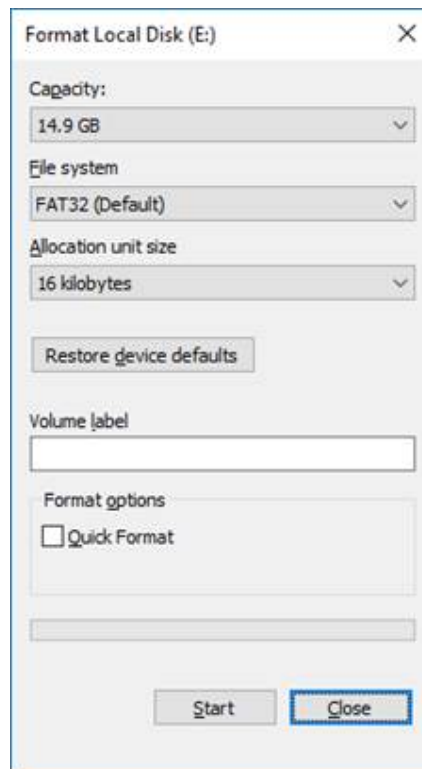 Format Local Disk (E:)
Capacity:
14.9 GB
File system
FAT32 (Default)
Allocation unit size
16 kilobytes
Restore device defaults
Volume label
Format options
Quick Format
Start
Close